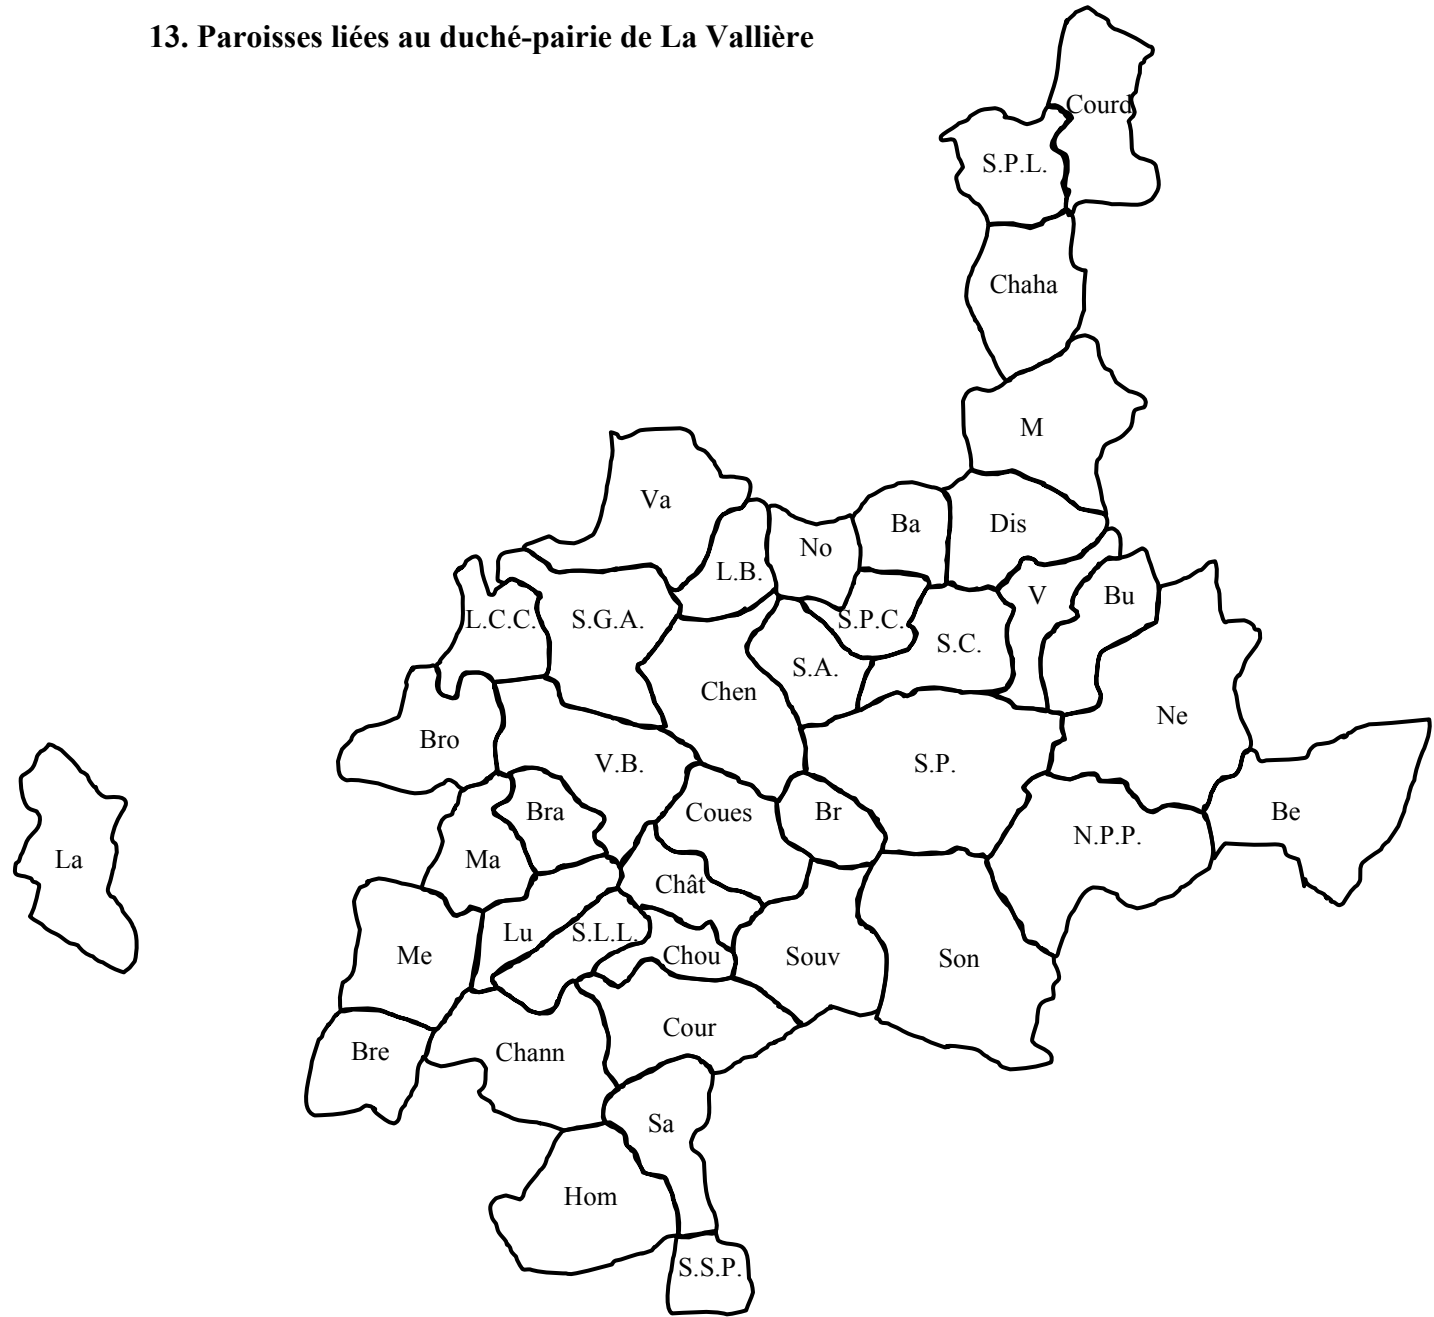 13. Paroisses liées au duché-pairie de La Vallière
Courd
S.P.L.
Chaha
M
Va
Ba
Dis
No
L.B.
V
Bu
L.C.C.
S.G.A.
S.P.C.
S.C.
S.A.
Chen
Ne
Bro
V.B.
S.P.
Bra
Coues
Br
Be
N.P.P.
La
Ma
Chât
Lu
S.L.L.
Me
Chou
Souv
Son
Cour
Bre
Chann
Sa
Hom
S.S.P.